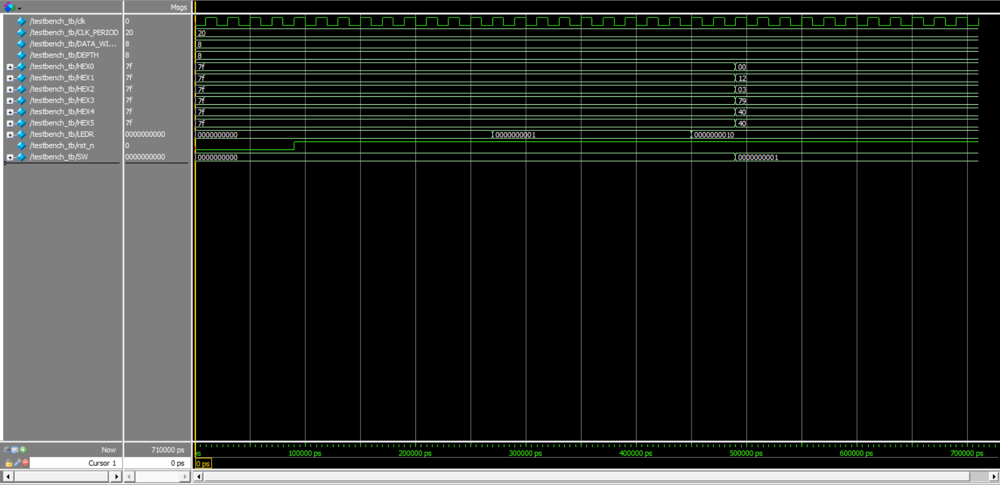 Msgs
/testbench_tb/clk 0
/testbench_tb/CLK_PERIOD 20 20
/testbench_tb/DATA_WI... 8 8
/testbench_tb/DEPTH 8 8
/testbench_tb/HEX0 7f 7f 00
/testbench_tb/HEX1 7f 7f 12
/testbench_tb/HEX2 7f 7f 03
/testbench_tb/HEX3 7f 7f 79
/testbench_tb/HEX4 7f 7f 40
/testbench_tb/HEX5 7f 7f 40
/testbench_tb/LEDR 0000000000 0000000000 0000000001 0000000010
/testbench_tb/rst_n 0
/testbench_tb/SW 0000000000 0000000000 0000000001
Now 710000 ps ps 100000 ps 200000 ps 300000 ps 400000 ps 500000 ps 600000 ps 700000 ps
Cursor 1 0 ps 0 ps